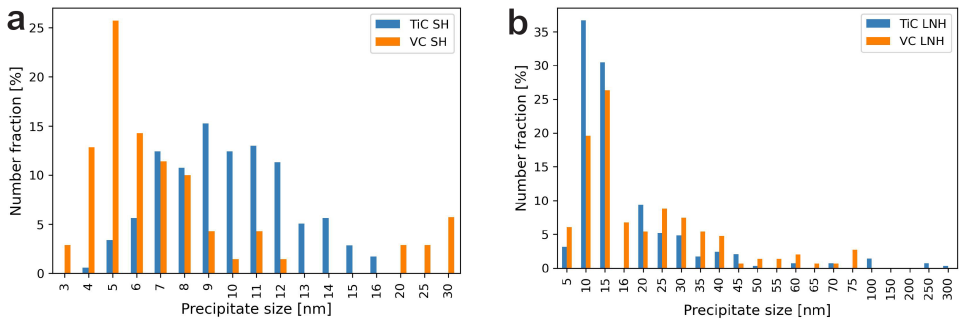 a
TiC SH
VC SH
Number fraction [%]
25
20
15
10
5
0
3 4 5 6 7 8 9 10 11 12 13 14 15 16 20 25 30
Precipitate size [nm]
b
TiC LNH
VC LNH
Number fraction [%]
35
30
25
20
15
10
5
0
5 10 15 16 20 25 30 35 40 45 50 55 60 65 70 75 100 150 200 250 300
Precipitate size [nm]